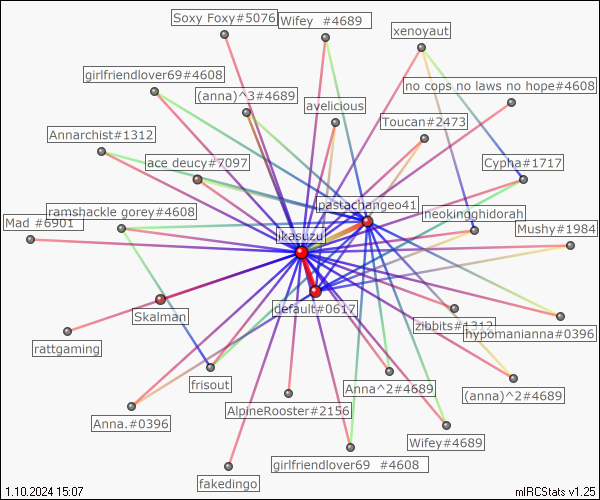 Soxy Foxy#5076
Wifey  #4689
xenoyaut
girlfriendlover69#4608
no cops no laws no hope#4608
(anna)^3#4689
avelicious
Toucan#2473
Annarchist#1312
ace deucy#7097
Cypha#1717
pastachangeo41
ramshackle gorey#4608
neokingghidorah
Mad #6901
Mushy#1984
ikasuzu
default#0617
Skalman
zibbits#1312
hypomanianna#0396
rattgaming
frisout
Anna^2#4689
(anna)^2#4689
AlpineRooster#2156
Anna.#0396
Wifey#4689
girlfriendlover69  #4608
fakedingo
1.10.2024 15:07
mIRCStats v1.25